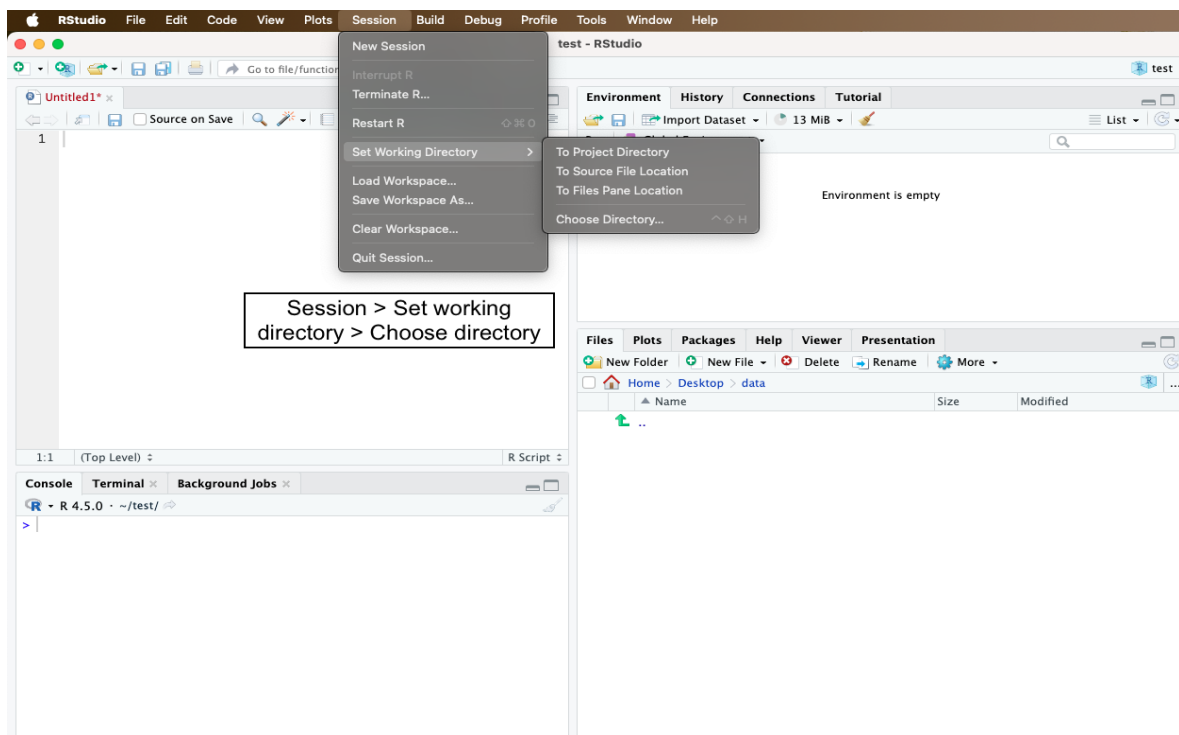 RStudio File Edit Code View Plots Session Build Debug Profile Tools Window Help
test - RStudio
Go to file/function
test
Untitled1*
Source on Save
1
1:1 (Top Level) R Script
New Session
Interrupt R
Terminate R...
Restart R ⇧⌘0
Set Working Directory >
Load Workspace...
Save Workspace As...
Clear Workspace...
Quit Session...
To Project Directory
To Source File Location
To Files Pane Location
Choose Directory... ^⇧H
Session > Set working
directory > Choose directory
Environment History Connections Tutorial
Import Dataset 13 MiB List
Environment is empty
Files Plots Packages Help Viewer Presentation
New Folder New File Delete Rename More
Home > Desktop > data ...
Name Size Modified
..
Console Terminal Background Jobs
R 4.5.0 · ~/test/
>